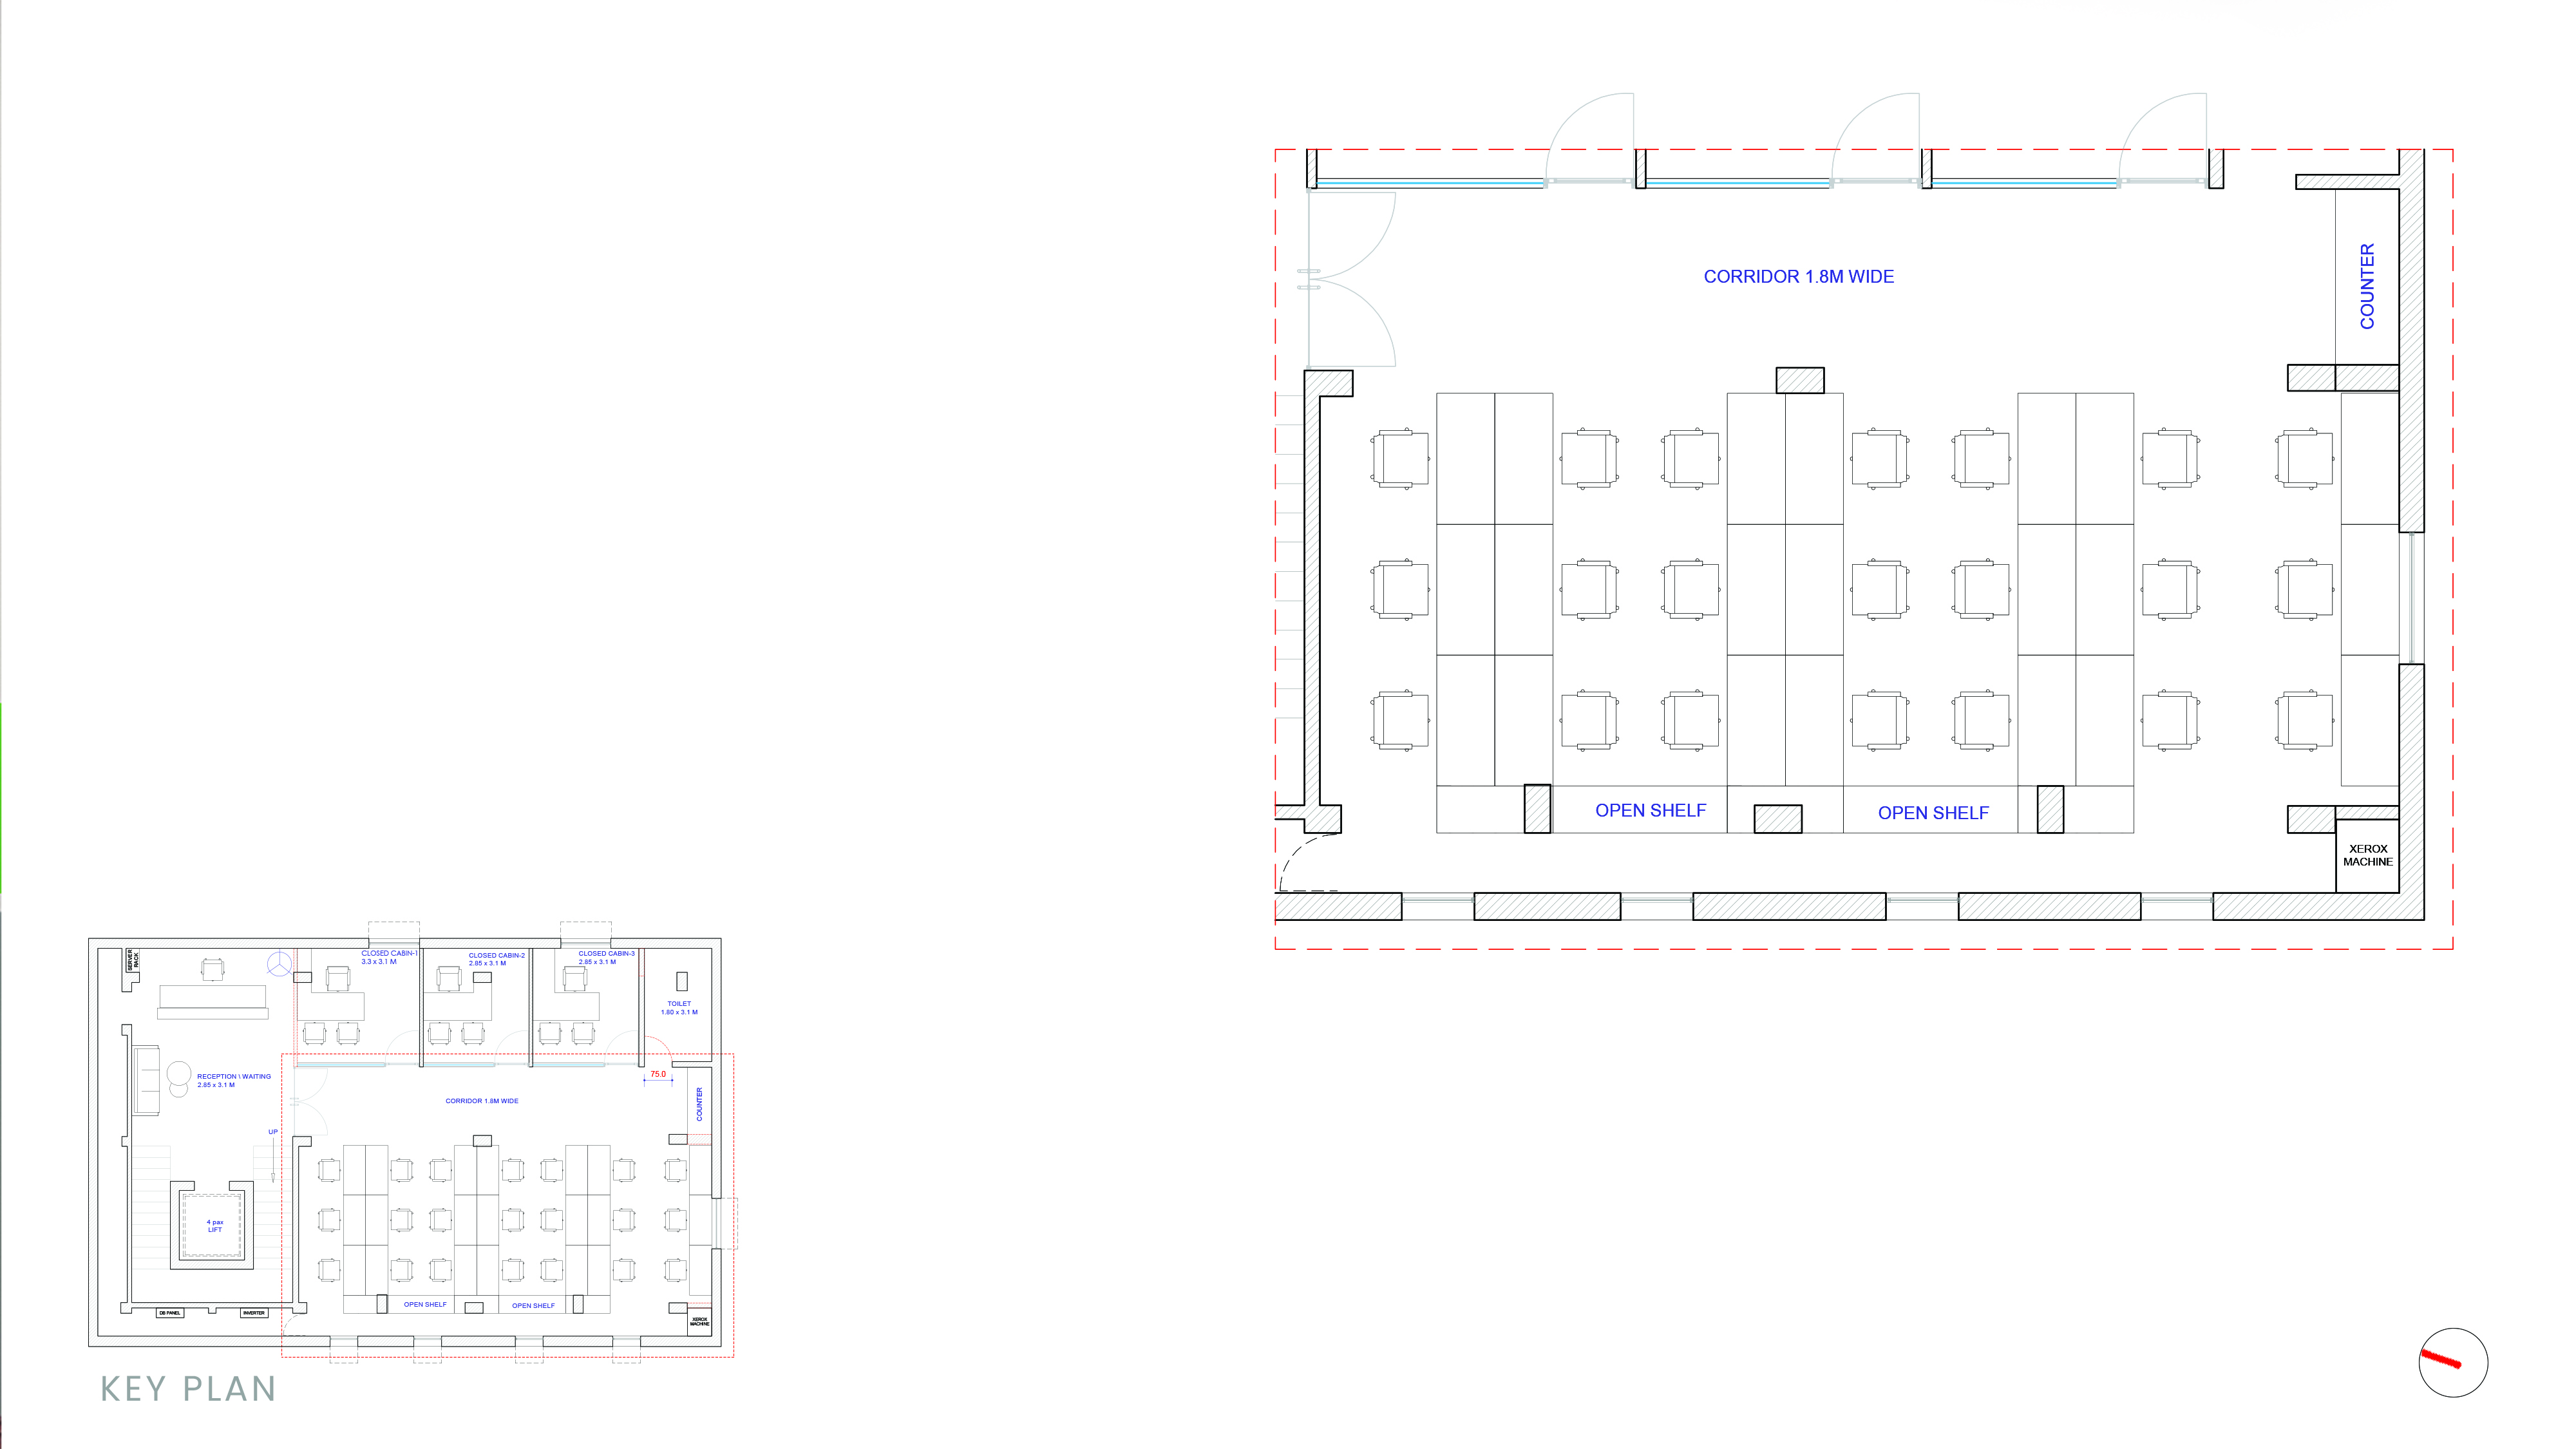 CORRIDOR 1.8M WIDE
COUNTER
OPEN SHELF
OPEN SHELF
XEROX
MACHINE
SERVER
RACK
CLOSED CABIN-1
3.3 x 3.1 M
CLOSED CABIN-2
2.85 x 3.1 M
CLOSED CABIN-3
2.85 x 3.1 M
TOILET
1.80 x 3.1 M
RECEPTION \ WAITING
2.85 x 3.1 M
75.0
CORRIDOR 1.8M WIDE
COUNTER
UP
4 pax
LIFT
OPEN SHELF
OPEN SHELF
DB PANEL
INVERTER
XEROX
MACHINE
KEY PLAN